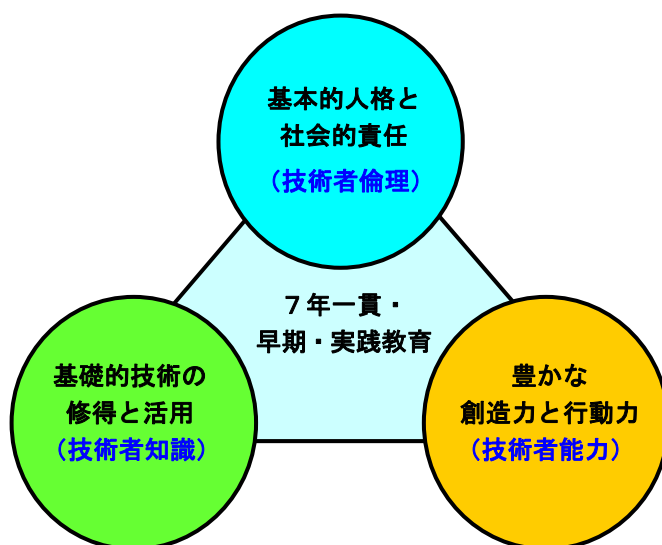 基本的人格と
社会的責任
(技術者倫理)
７年一貫・
早期・実践教育
基礎的技術の
修得と活用
(技術者知識)
豊かな
創造力と行動力
(技術者能力)